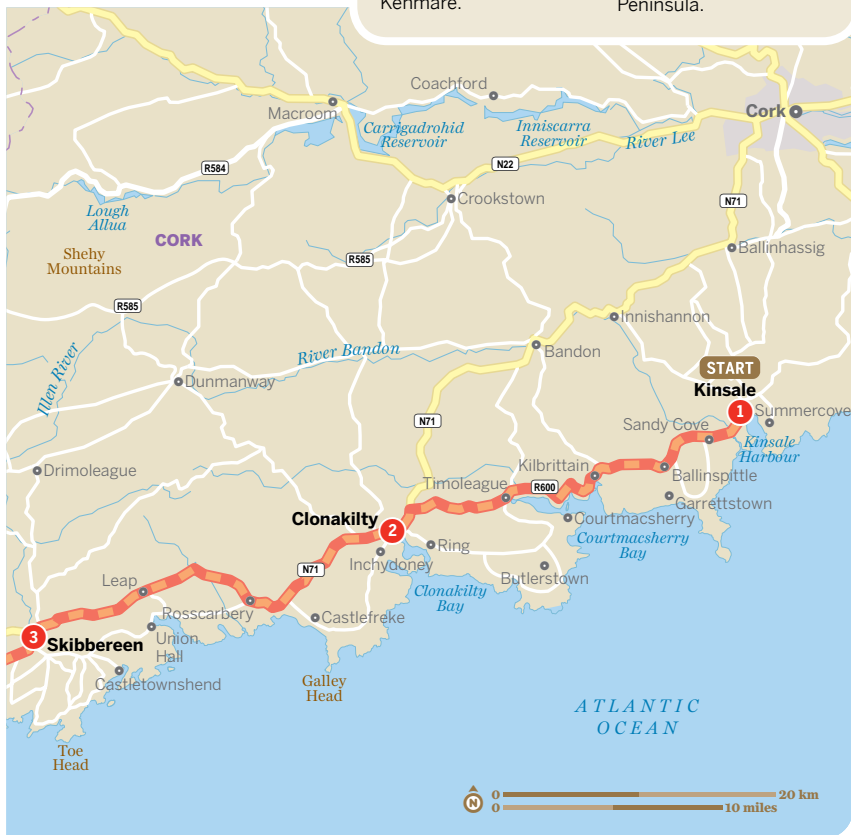 Kenmare.
Peninsula.
Coachford
Macroom
Cork
Carrigadrohid
Reservoir
Inniscarra
Reservoir
River Lee
R584
N22
Crookstown
N71
Lough
Allua
CORK
Shehy
Mountains
Ballinhassig
R585
R585
Innishannon
River Bandon
Bandon
Illen River
START
Kinsale
Dunmanway
1
Summercove
N71
Sandy Cove
Kinsale
Harbour
Drimoleague
Kilbrittain
Ballinspittle
Timoleague
R600
Garrettstown
Clonakilty
2
Courtmacsherry
Courtmacsherry
Bay
Ring
Inchydoney
N71
Butlerstown
Leap
Clonakilty
Bay
Rosscarbery
Castlefreke
3
Skibbereen
Union
Hall
Castletownshend
Galley
Head
ATLANTIC
OCEAN
Toe
Head
N
0
20 km
0
10 miles